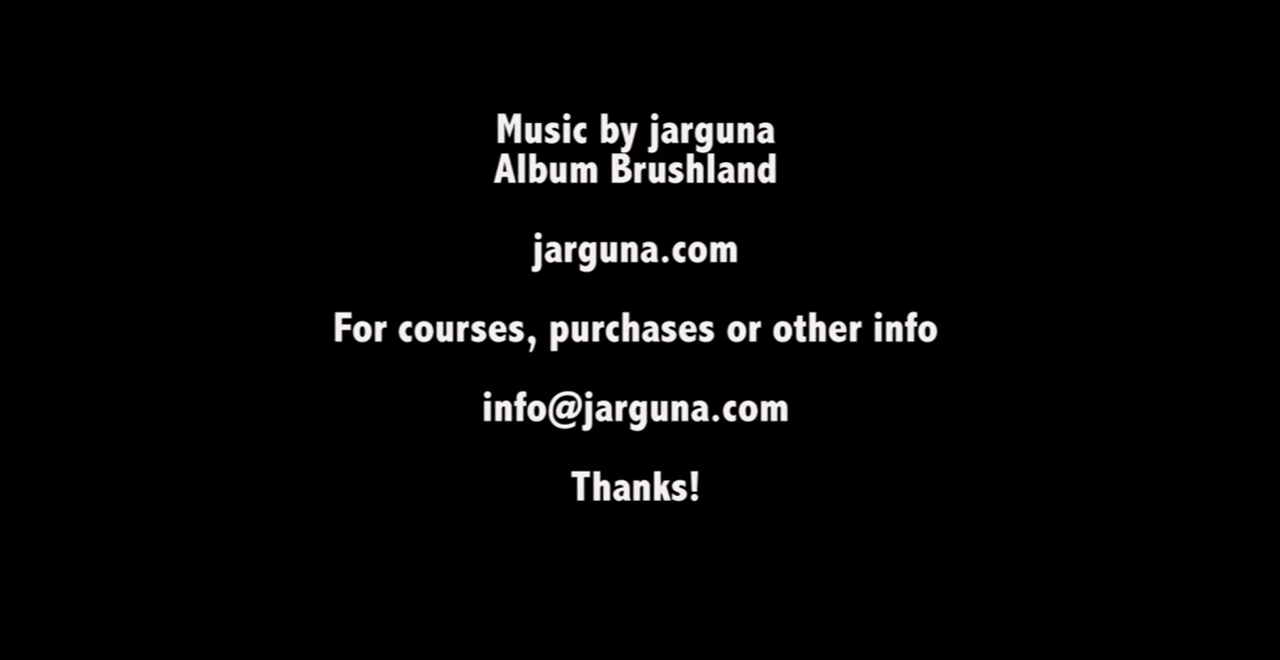 Music by jarguna
Album Brushland
jarguna.com
For courses, purchases or other info
info@jarguna.com
Thanks!